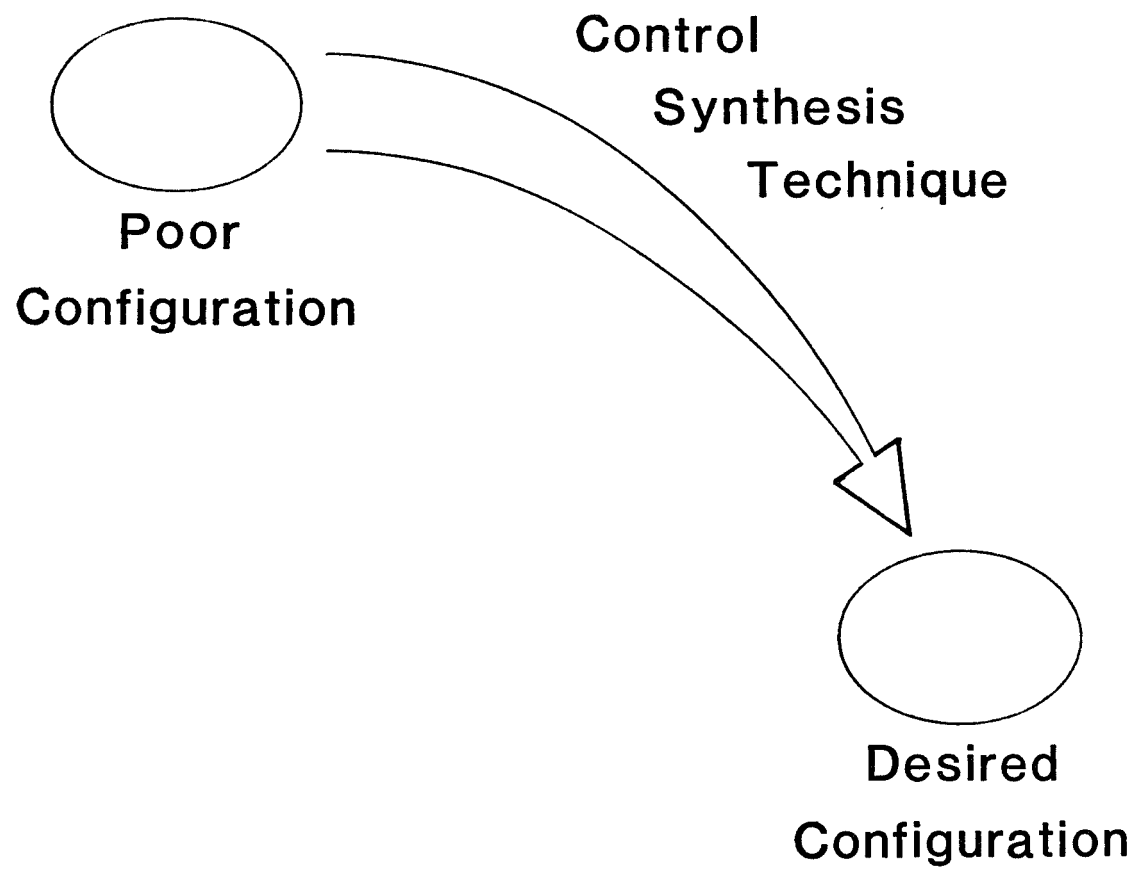 Control
Synthesis
Technique
Poor
Configuration
Desired
Configuration